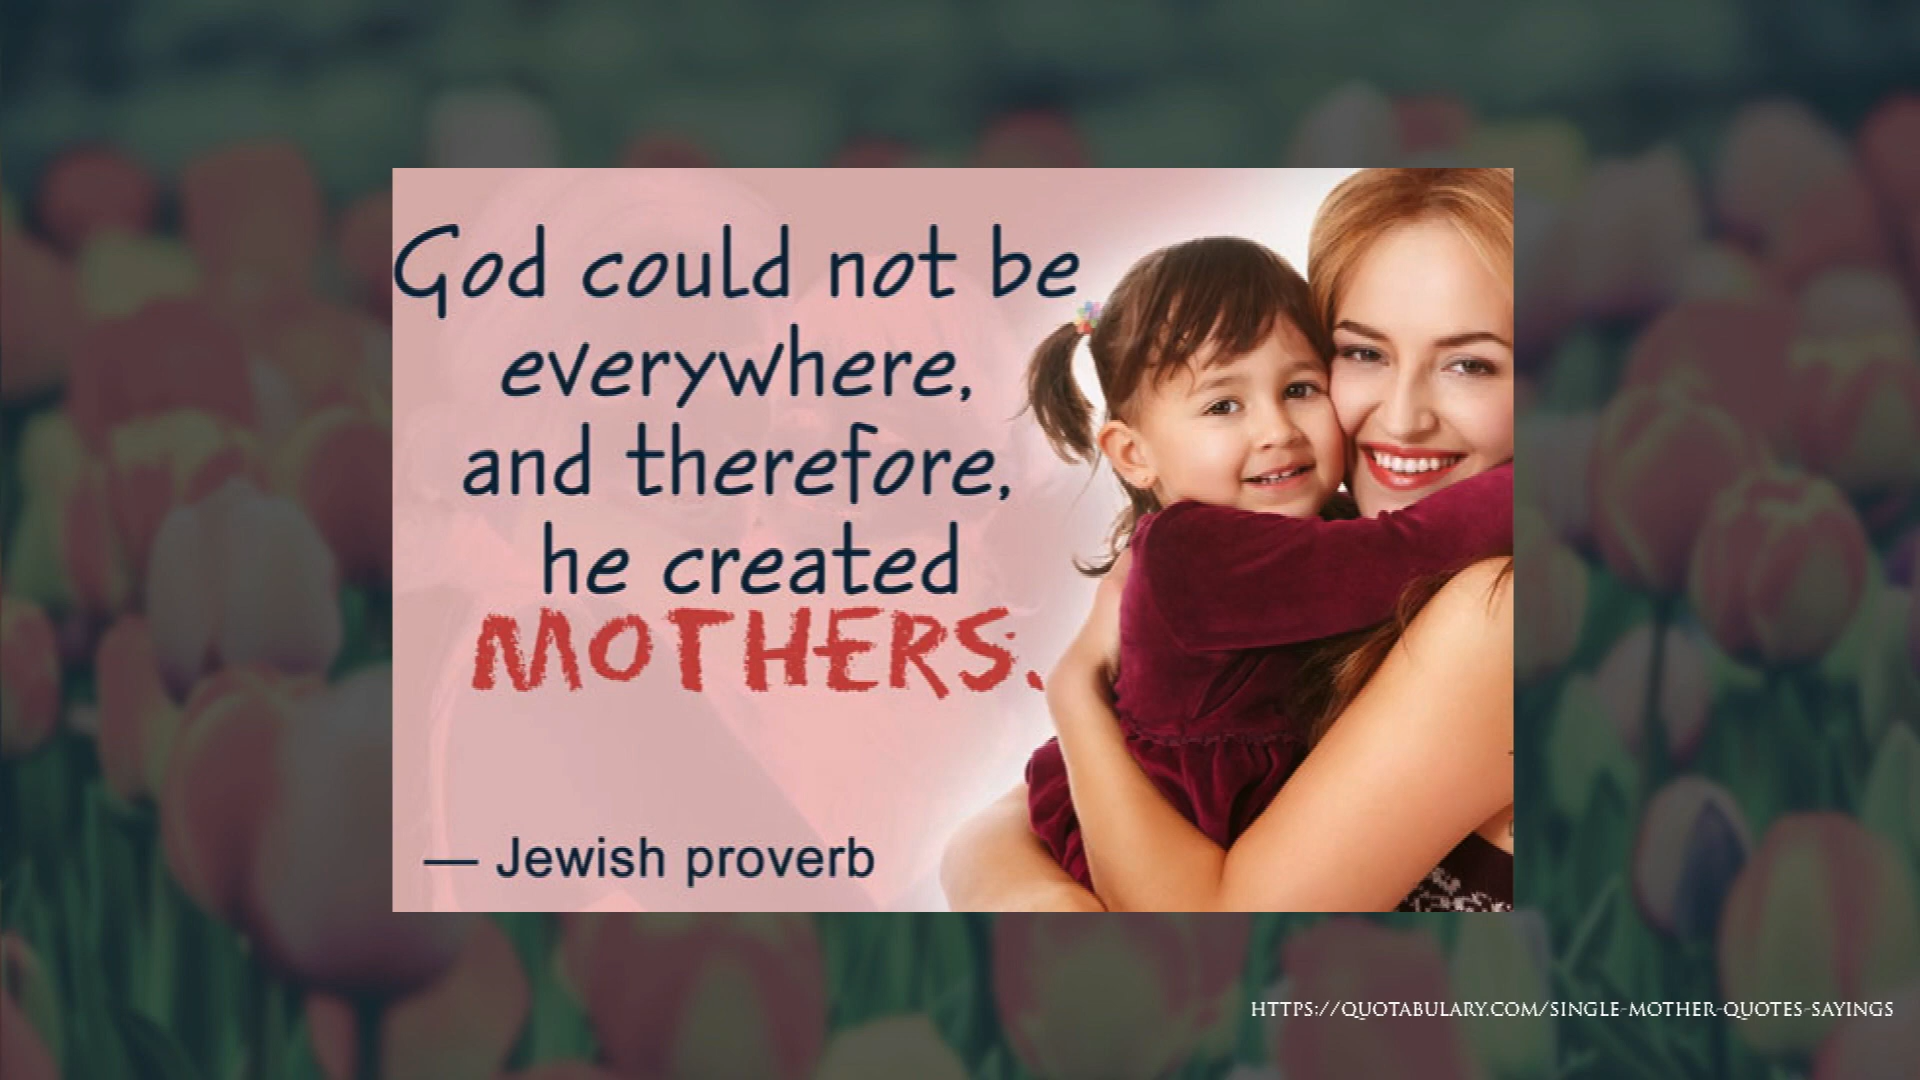 God could not be
everywhere,
and therefore,
he created
MOTHERS.
— Jewish proverb
HTTPS://QUOTABULARY.COM/SINGLE-MOTHER-QUOTES-SAYINGS